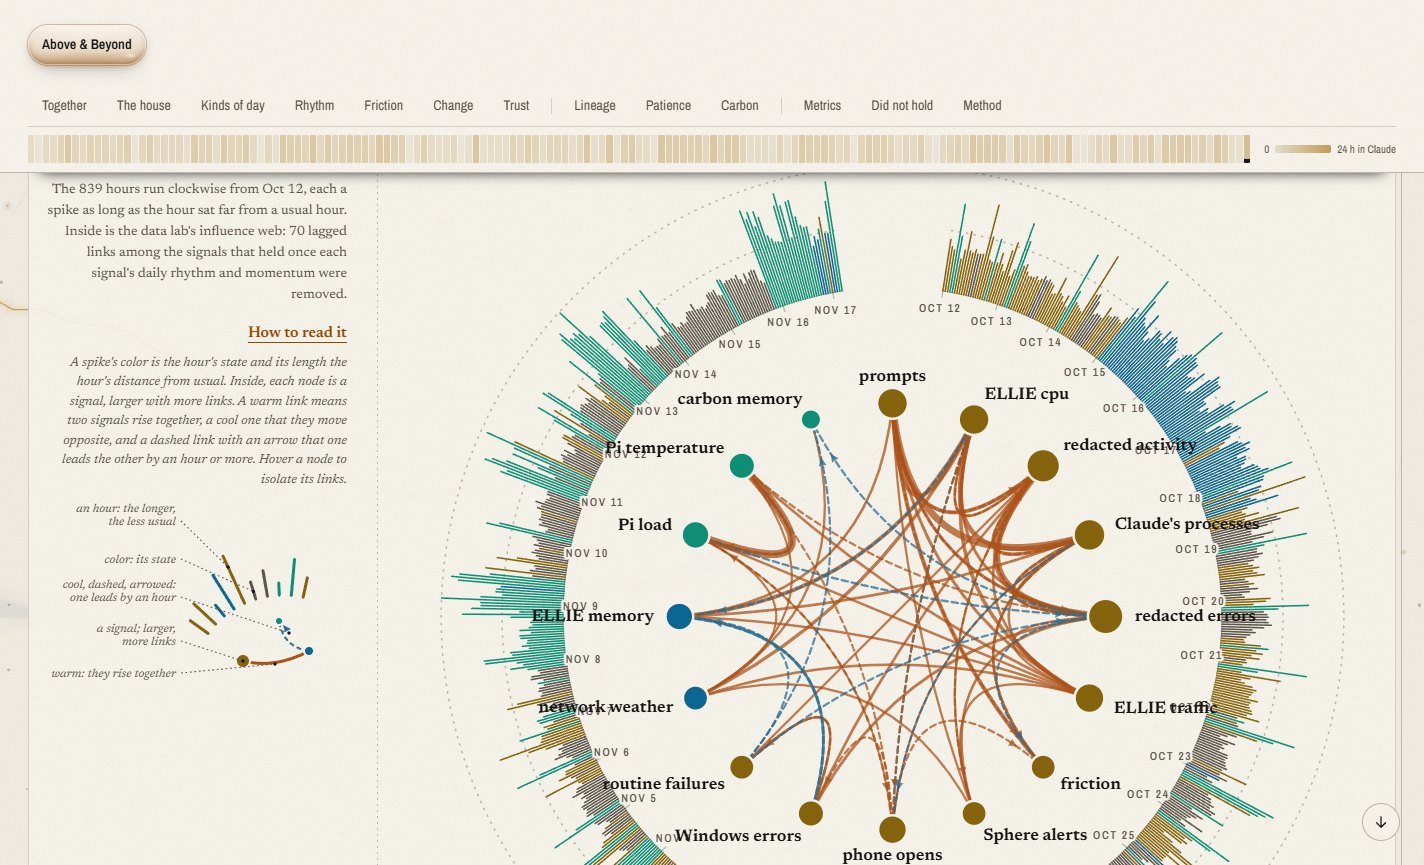 Above & Beyond
Together The house Kinds of day Rhythm Friction Change Trust Lineage Patience Carbon Metrics Did not hold Method
0 24 h in Claude
The 839 hours run clockwise from Oct 12, each a
spike as long as the hour sat far from a usual hour.
Inside is the data lab's influence web: 70 lagged
links among the signals that held once each
signal's daily rhythm and momentum were
removed.
How to read it
A spike's color is the hour's state and its length the
hour's distance from usual. Inside, each node is a
signal, larger with more links. A warm link means
two signals rise together, a cool one that they move
opposite, and a dashed link with an arrow that one
leads the other by an hour or more. Hover a node to
isolate its links.
an hour: the longer,
the less usual
color: its state
cool, dashed, arrowed:
one leads by an hour
a signal; larger,
more links
warm: they rise together
OCT 12
OCT 13
OCT 14
OCT 15
OCT 16
OCT 17
OCT 18
OCT 19
OCT 20
OCT 21
OCT 23
OCT 24
OCT 25
NOV 5
NOV 6
NOV 7
NOV 8
NOV 9
NOV 10
NOV 11
NOV 12
NOV 13
NOV 14
NOV 15
NOV 16
NOV 17
prompts
ELLIE cpu
redacted activity
Claude's processes
redacted errors
ELLIE traffic
friction
Sphere alerts
phone opens
Windows errors
routine failures
network weather
ELLIE memory
Pi load
Pi temperature
carbon memory